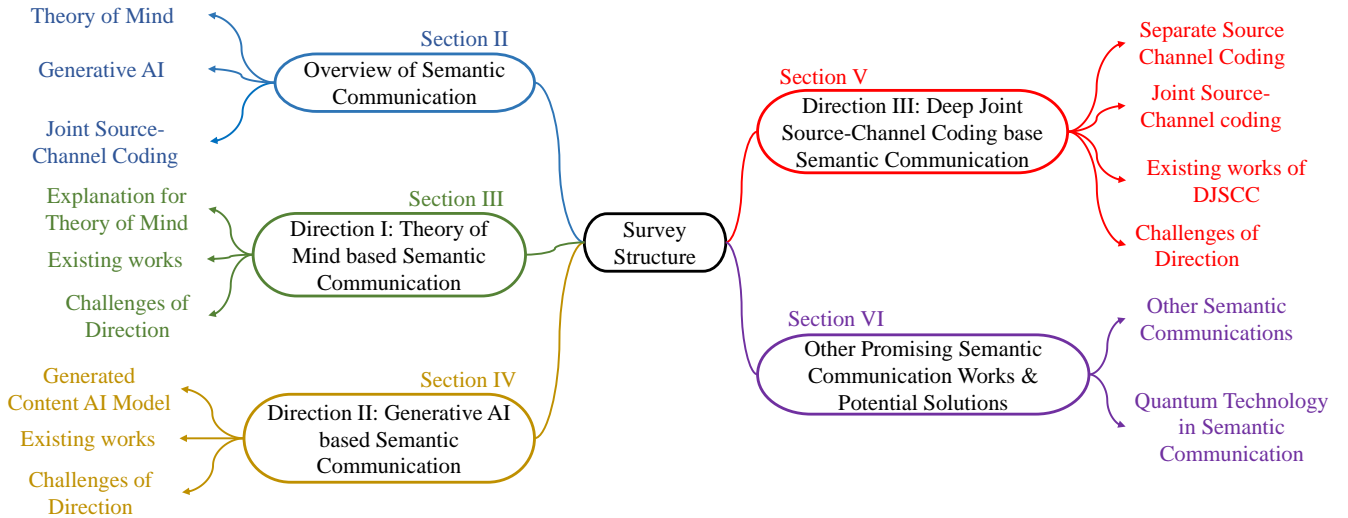 Theory of Mind
Generative AI
Joint Source-
Channel Coding
Section II
Overview of Semantic
Communication
Explanation for
Theory of Mind
Existing works
Challenges of
Direction
Section III
Direction I: Theory of
Mind based Semantic
Communication
Generated
Content AI Model
Existing works
Challenges of
Direction
Section IV
Direction II: Generative AI
based Semantic
Communication
Survey
Structure
Section V
Direction III: Deep Joint
Source-Channel Coding base
Semantic Communication
Separate Source
Channel Coding
Joint Source-
Channel coding
Existing works of
DJSCC
Challenges of
Direction
Section VI
Other Promising Semantic
Communication Works &
Potential Solutions
Other Semantic
Communications
Quantum Technology
in Semantic
Communication